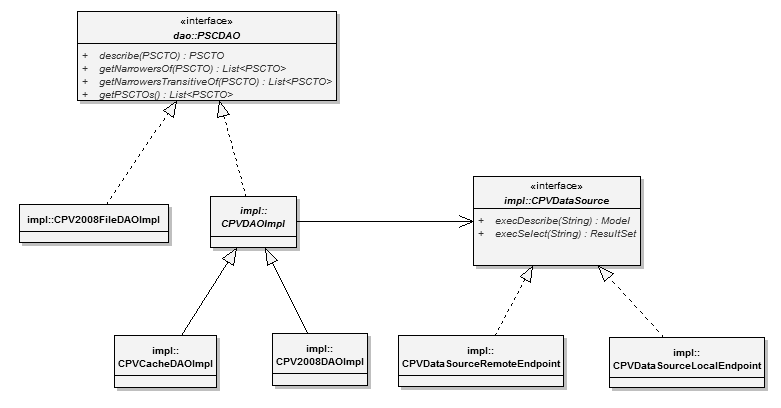 «interface»
dao::PSCDAO
+ describe(PSCTO) : PSCTO
+ getNarrowersOf(PSCTO) : List<PSCTO>
+ getNarrowersTransitiveOf(PSCTO) : List<PSCTO>
+ getPSCTOs() : List<PSCTO>
impl::CPV2008FileDAOImpl
impl::
CPVDAOImpl
«interface»
impl::CPVDataSource
+ execDescribe(String) : Model
+ execSelect(String) : ResultSet
impl::
CPVCacheDAOImpl
impl::
CPV2008DAOImpl
impl::
CPVDataSourceRemoteEndpoint
impl::
CPVDataSourceLocalEndpoint